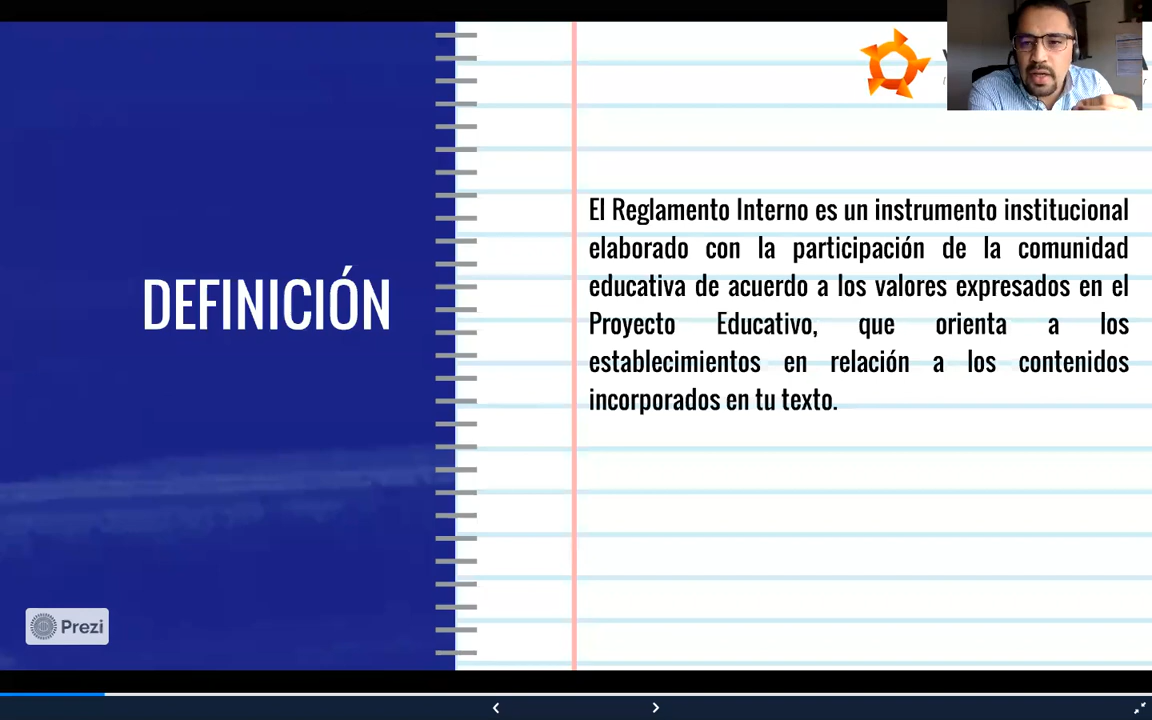 DEFINICIÓN
El Reglamento Interno es un instrumento institucional
elaborado con la participación de la comunidad
educativa de acuerdo a los valores expresados en el
Proyecto Educativo, que orienta a los
establecimientos en relación a los contenidos
incorporados en tu texto.
Prezi